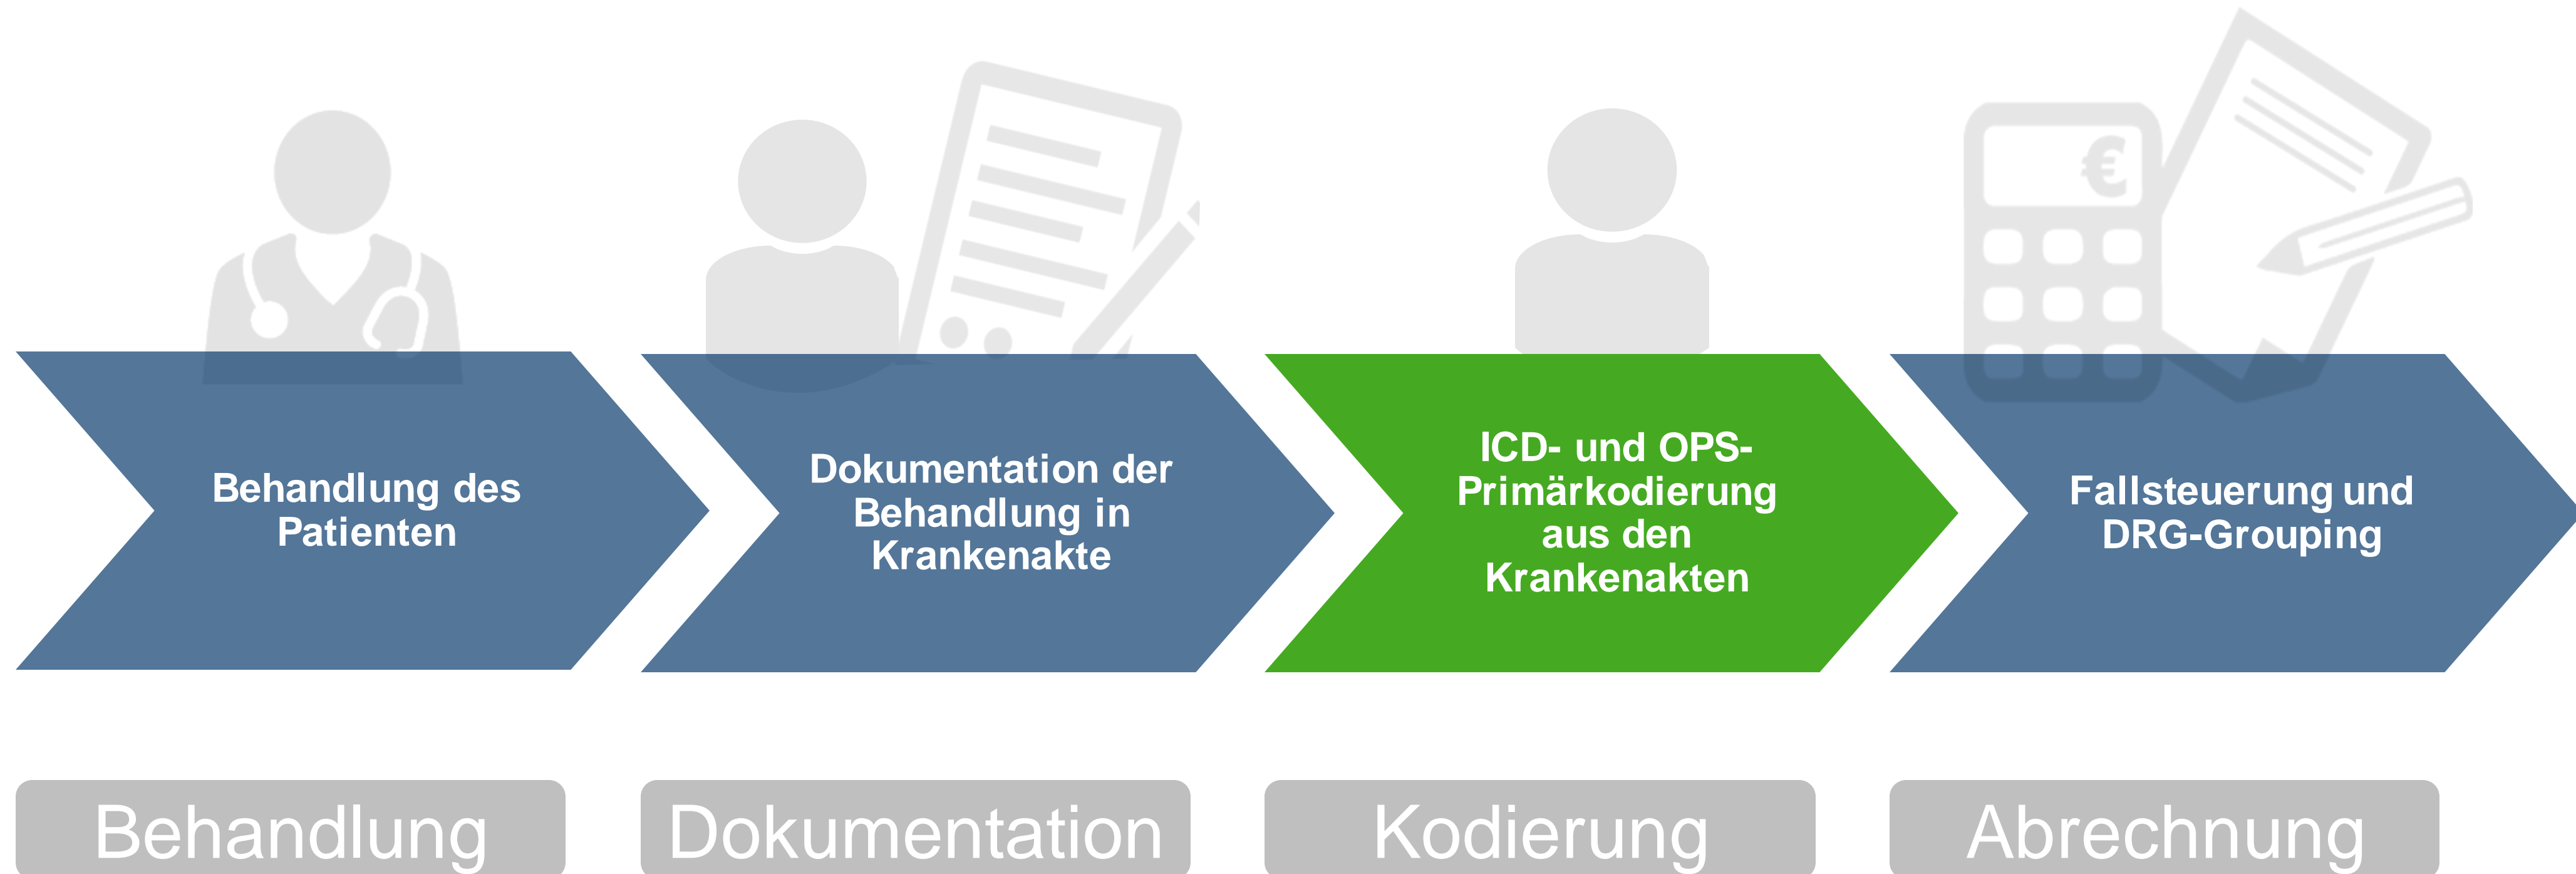 €
Behandlung des
Patienten
Dokumentation der
Behandlung in
Krankenakte
ICD- und OPS-
Primärkodierung
aus den
Krankenakten
Fallsteuerung und
DRG-Grouping
Behandlung
Dokumentation
Kodierung
Abrechnung